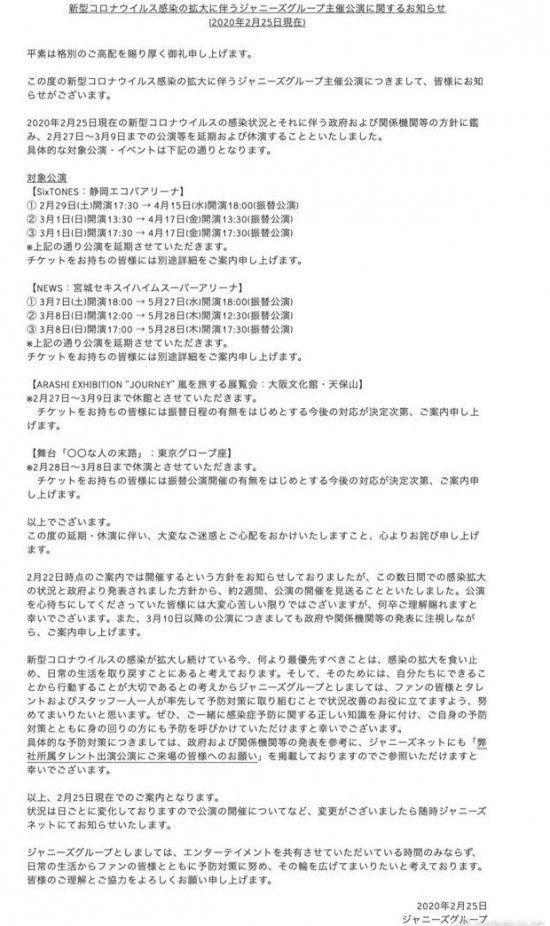 新型コロナウイルス感染の拡大に伴うジャニーズグループ主催公演に関するお知らせ
(2020年2月25日現在)
平素は格別のご高配を賜り厚く御礼申し上げます。
この度の新型コロナウイルス感染の拡大に伴うジャニーズグループ主催公演につきまして、皆様にお知
らせがございます。
2020年2月25日現在の新型コロナウイルスの感染状況とそれに伴う政府および関係機関等の方針に鑑
み、2月27日〜3月9日までの公演等を延期および休演することといたしました。
具体的な対象公演・イベントは下記の通りとなります。
対象公演
【SixTONES：静岡エコパアリーナ】
① 2月29日(土)開演17:30 → 4月15日(水)開演18:00(振替公演)
② 3月1日(日)開演13:30 → 4月17日(金)開演13:30(振替公演)
③ 3月1日(日)開演17:30 → 4月17日(金)開演17:30(振替公演)
※上記の通り公演を延期させていただきます。
チケットをお持ちの皆様には別途詳細をご案内申し上げます。
【NEWS：宮城セキスイハイムスーパーアリーナ】
① 3月7日(土)開演18:00 → 5月27日(水)開演18:00(振替公演)
② 3月8日(日)開演12:00 → 5月28日(木)開演12:30(振替公演)
③ 3月8日(日)開演17:00 → 5月28日(木)開演17:30(振替公演)
※上記の通り公演を延期させていただきます。
チケットをお持ちの皆様には別途詳細をご案内申し上げます。
【ARASHI EXHIBITION "JOURNEY" 嵐を旅する展覧会：大阪文化館・天保山】
※2月27日〜3月9日まで休館とさせていただきます。
チケットをお持ちの皆様には振替日程の有無をはじめとする今後の対応が決定次第、ご案内申し上
げます。
【舞台「〇〇な人の末路」：東京グローブ座】
※2月28日〜3月8日まで休演とさせていただきます。
チケットをお持ちの皆様には振替公演開催の有無をはじめとする今後の対応が決定次第、ご案内申
し上げます。
以上でございます。
この度の延期・休演に伴い、大変なご迷惑とご心配をおかけいたしますこと、心よりお詫び申し上げ
ます。
2月22日時点のご案内では開催するという方針をお知らせしておりましたが、この数日間での感染拡大
の状況と政府より発表されました方針から、約2週間、公演の開催を見送ることといたしました。公演
を心待ちにしてくださっていた皆様には大変心苦しい限りではございますが、何卒ご理解賜れますと
幸いでございます。また、3月10日以降の公演につきましても政府や関係機関等の発表に注視しなが
ら、ご案内申し上げます。
新型コロナウイルスの感染が拡大し続けている今、何より最優先すべきことは、感染の拡大を食い止
め、日常の生活を取り戻すことにあると考えております。そして、そのためには、自分たちにできるこ
とから行動することが大切であるとの考えからジャニーズグループとしましては、ファンの皆様とタレ
ントおよびスタッフ一人一人が率先して予防対策に取り組むことで状況改善のお役に立てますよう、努
めてまいりたいと思います。ぜひ、ご一緒に感染症予防に関する正しい知識を身に付け、ご自身の予防
対策とともに身の回りの方にも予防を呼びかけていただけますと幸いでございます。
具体的な予防対策につきましては、政府および関係機関等の発表を参考に、ジャニーズネットにも「弊
社所属タレント出演公演にご来場の皆様へのお願い」を掲載しておりますのでご参照いただけますと
幸いでございます。
以上、2月25日現在でのご案内となります。
状況は日ごとに変化しておりますので公演の開催についてなど、変更がございましたら随時ジャニーズ
ネットにてお知らせいたします。
ジャニーズグループとしましては、エンターテイメントを共有させていただいている時間のみならず、
日常の生活からファンの皆様とともに予防対策に努め、その輪を広げてまいりたいと考えております。
皆様のご理解とご協力をよろしくお願い申し上げます。
2020年2月25日
ジャニーズグループ